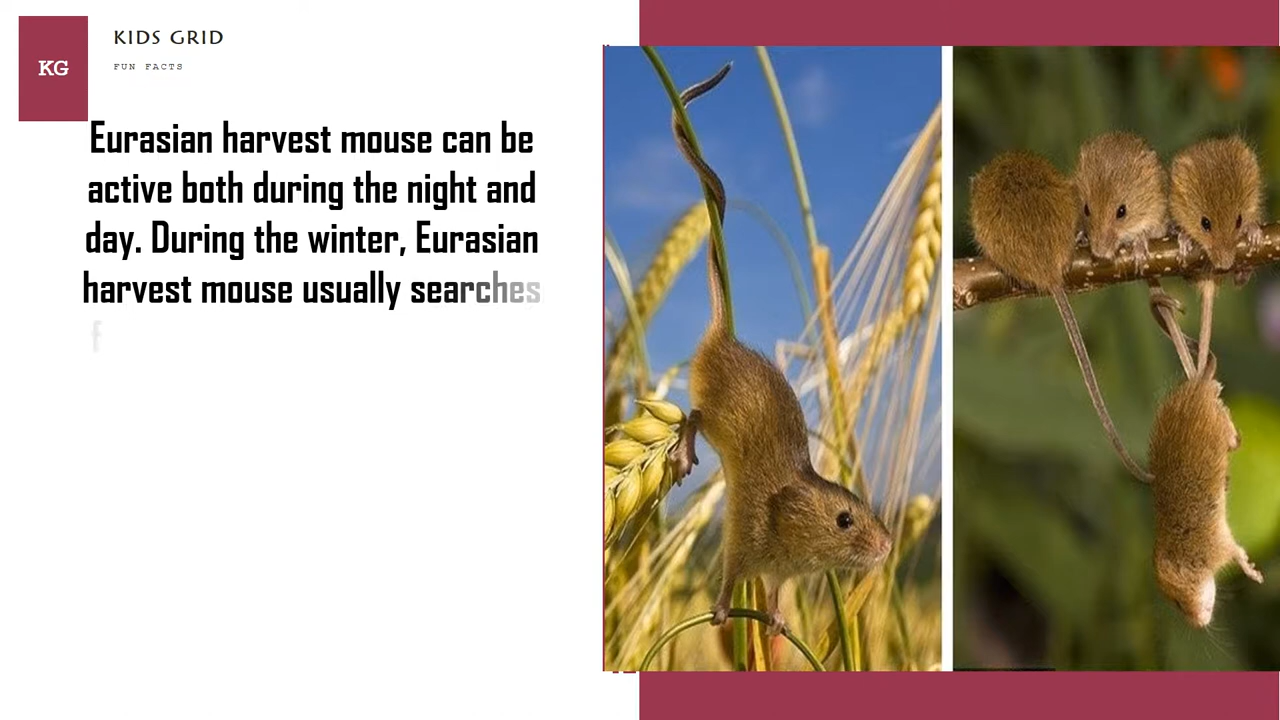 KG
KIDS GRID
FUN FACTS
Eurasian harvest mouse can be
active both during the night and
day. During the winter, Eurasian
harvest mouse usually searches
f